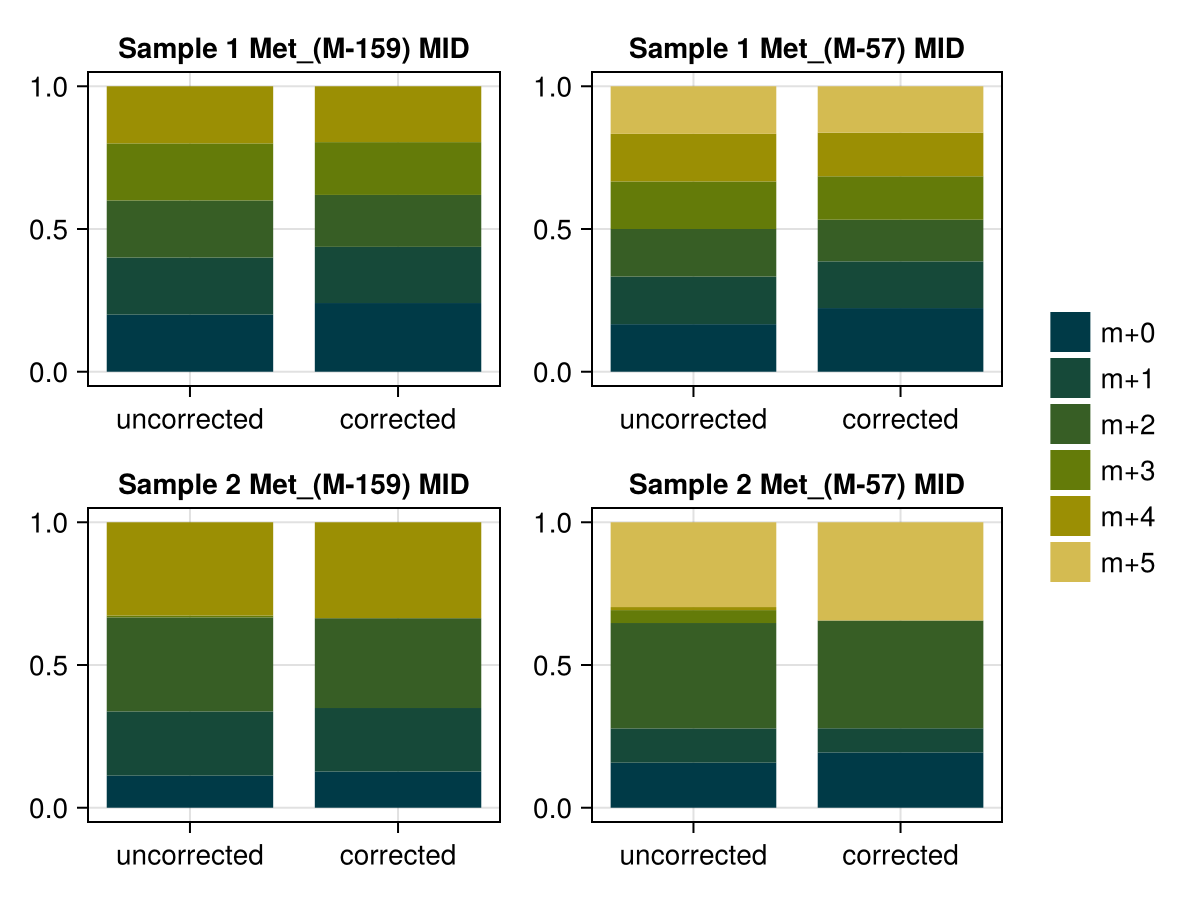 Sample 1 Met_(M-159) MID
1.0
0.5
0.0
uncorrected
corrected
Sample 1 Met_(M-57) MID
1.0
0.5
0.0
uncorrected
corrected
Sample 2 Met_(M-159) MID
1.0
0.5
0.0
uncorrected
corrected
Sample 2 Met_(M-57) MID
1.0
0.5
0.0
uncorrected
corrected
m+0
m+1
m+2
m+3
m+4
m+5